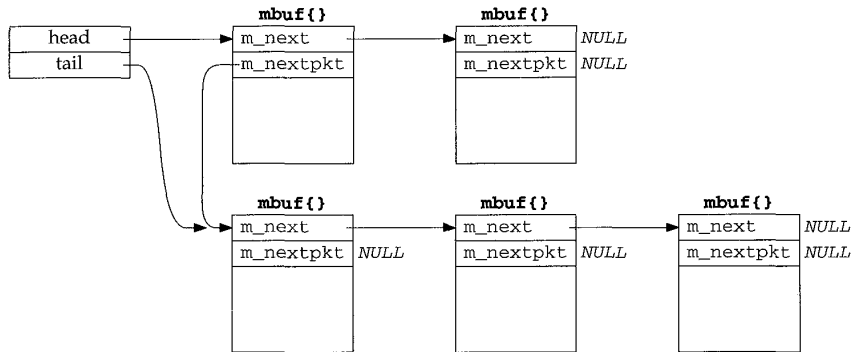 mbuf{} mbuf{}
head m_next m_next NULL
tail m_nextpkt m_nextpkt NULL
mbuf{} mbuf{} mbuf{}
m_next m_next m_next NULL
m_nextpkt NULL m_nextpkt NULL m_nextpkt NULL